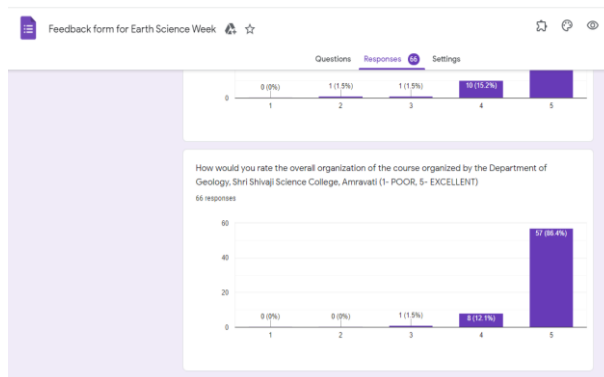 Feedback form for Earth Science Week
Questions Responses 66 Settings
0 (0%) 1 (1.5%) 1 (1.5%) 10 (15.2%)
0
1 2 3 4 5
How would you rate the overall organization of the course organized by the Department of
Geology, Shri Shivaji Science College, Amravati (1- POOR, 5- EXCELLENT)
66 responses
60
57 (86.4%)
40
20
0 (0%) 0 (0%) 1 (1.5%) 8 (12.1%)
0
1 2 3 4 5